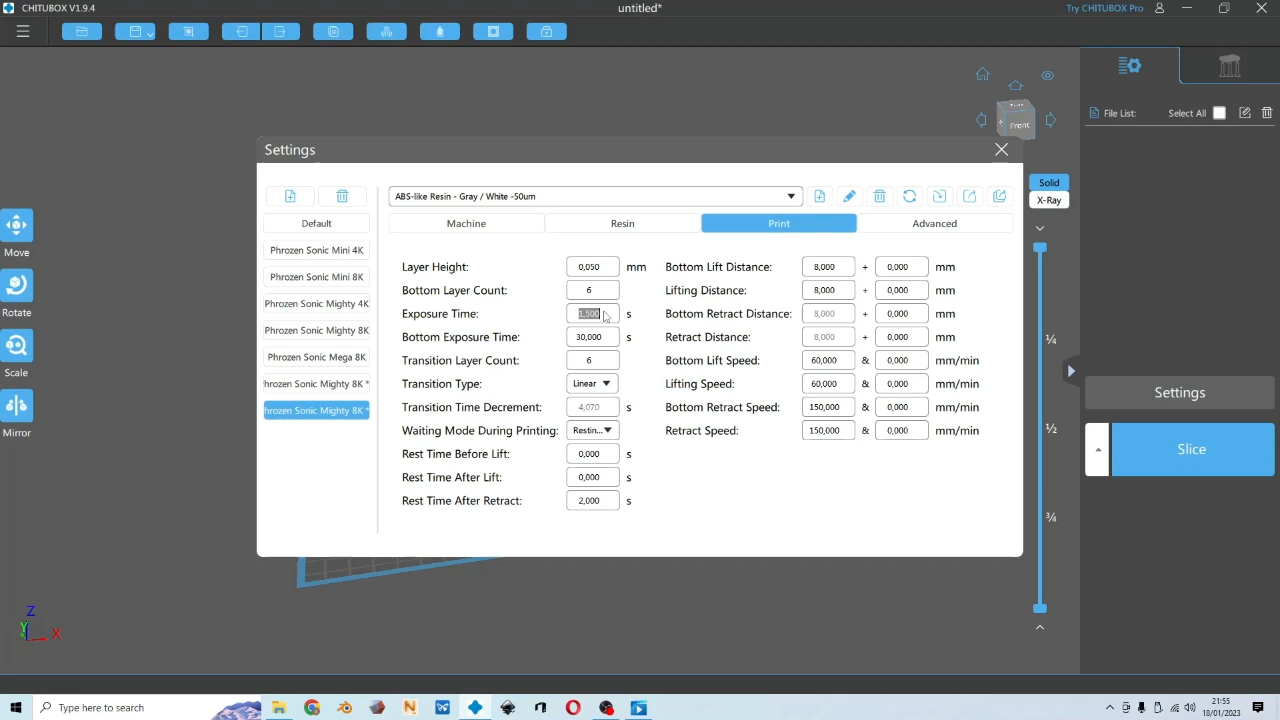 CHITUBOX V1.9.4
untitled*
Try CHITUBOX Pro
File List:
Select All
Front
Solid
X-Ray
Move
Rotate
Scale
Mirror
Settings
ABS-like Resin - Gray / White -50um
Default
Machine
Resin
Print
Advanced
Phrozen Sonic Mini 4K
Phrozen Sonic Mini 8K
Phrozen Sonic Mighty 4K
Phrozen Sonic Mighty 8K
Phrozen Sonic Mega 8K
hrozen Sonic Mighty 8K *
hrozen Sonic Mighty 8K *
Layer Height: 0,050 mm
Bottom Layer Count: 6
Exposure Time: 1,500 s
Bottom Exposure Time: 30,000 s
Transition Layer Count: 6
Transition Type: Linear
Transition Time Decrement: 4,070 s
Waiting Mode During Printing: Restin...
Rest Time Before Lift: 0,000 s
Rest Time After Lift: 0,000 s
Rest Time After Retract: 2,000 s
Bottom Lift Distance: 8,000 + 0,000 mm
Lifting Distance: 8,000 + 0,000 mm
Bottom Retract Distance: 8,000 + 0,000 mm
Retract Distance: 8,000 + 0,000 mm
Bottom Lift Speed: 60,000 & 0,000 mm/min
Lifting Speed: 60,000 & 0,000 mm/min
Bottom Retract Speed: 150,000 & 0,000 mm/min
Retract Speed: 150,000 & 0,000 mm/min
¼
½
¾
Settings
Slice
Z
Y
X
Type here to search
21:55
18/01/2023